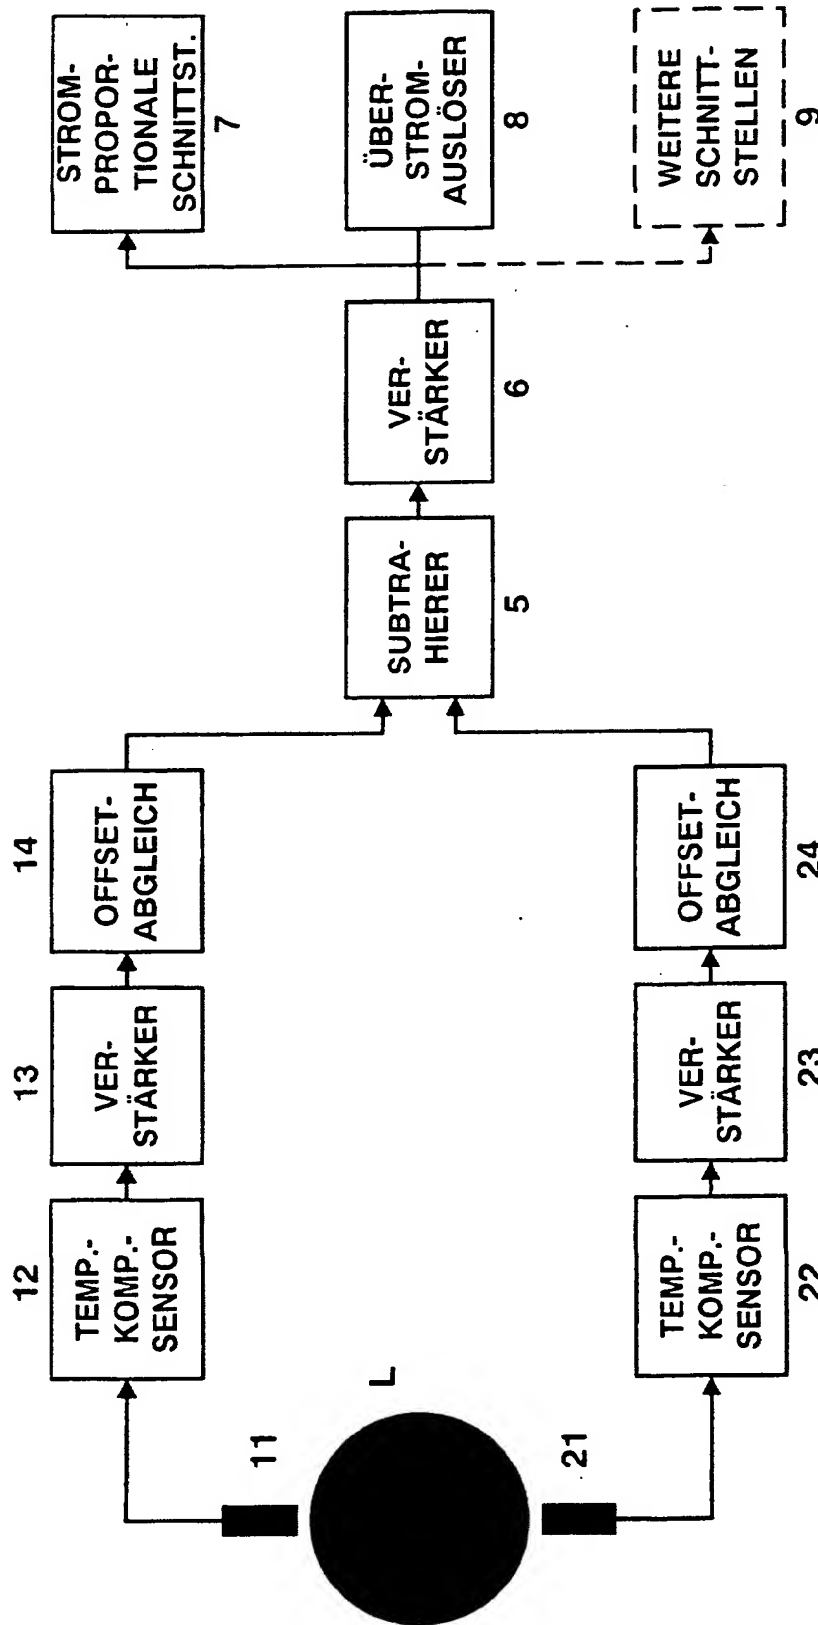 11
L
21
12
TEMP.-
KOMP.-
SENSOR
13
VER-
STÄRKER
14
OFFSET-
ABGLEICH
TEMP.-
KOMP.-
SENSOR
22
VER-
STÄRKER
23
OFFSET-
ABGLEICH
24
SUBTRA-
HIERER
5
VER-
STÄRKER
6
STROM-
PROPOR-
TIONALE
SCHNITTST.
7
ÜBER-
STROM-
AUSLÖSER
8
WEITERE
SCHNITT-
STELLEN
9